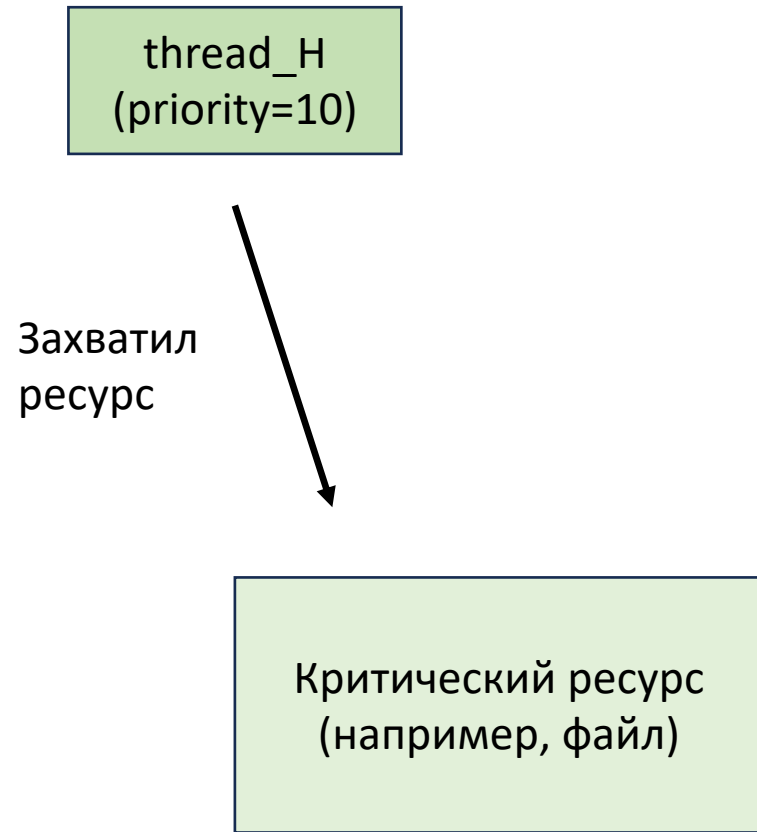 thread_H
(priority=10)
Захватил
ресурс
Критический ресурс
(например, файл)